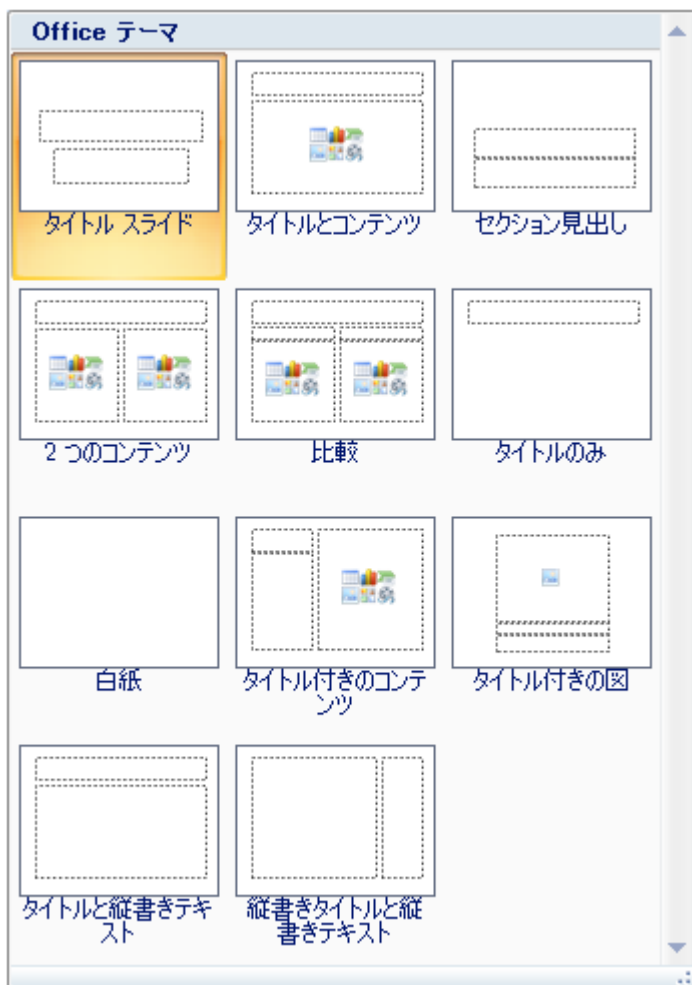 Office テーマ
タイトル スライド
タイトルとコンテンツ
セクション見出し
2 つのコンテンツ
比較
タイトルのみ
白紙
タイトル付きのコンテ
ンツ
タイトル付きの図
タイトルと縦書きテキ
スト
縦書きタイトルと縦
書きテキスト